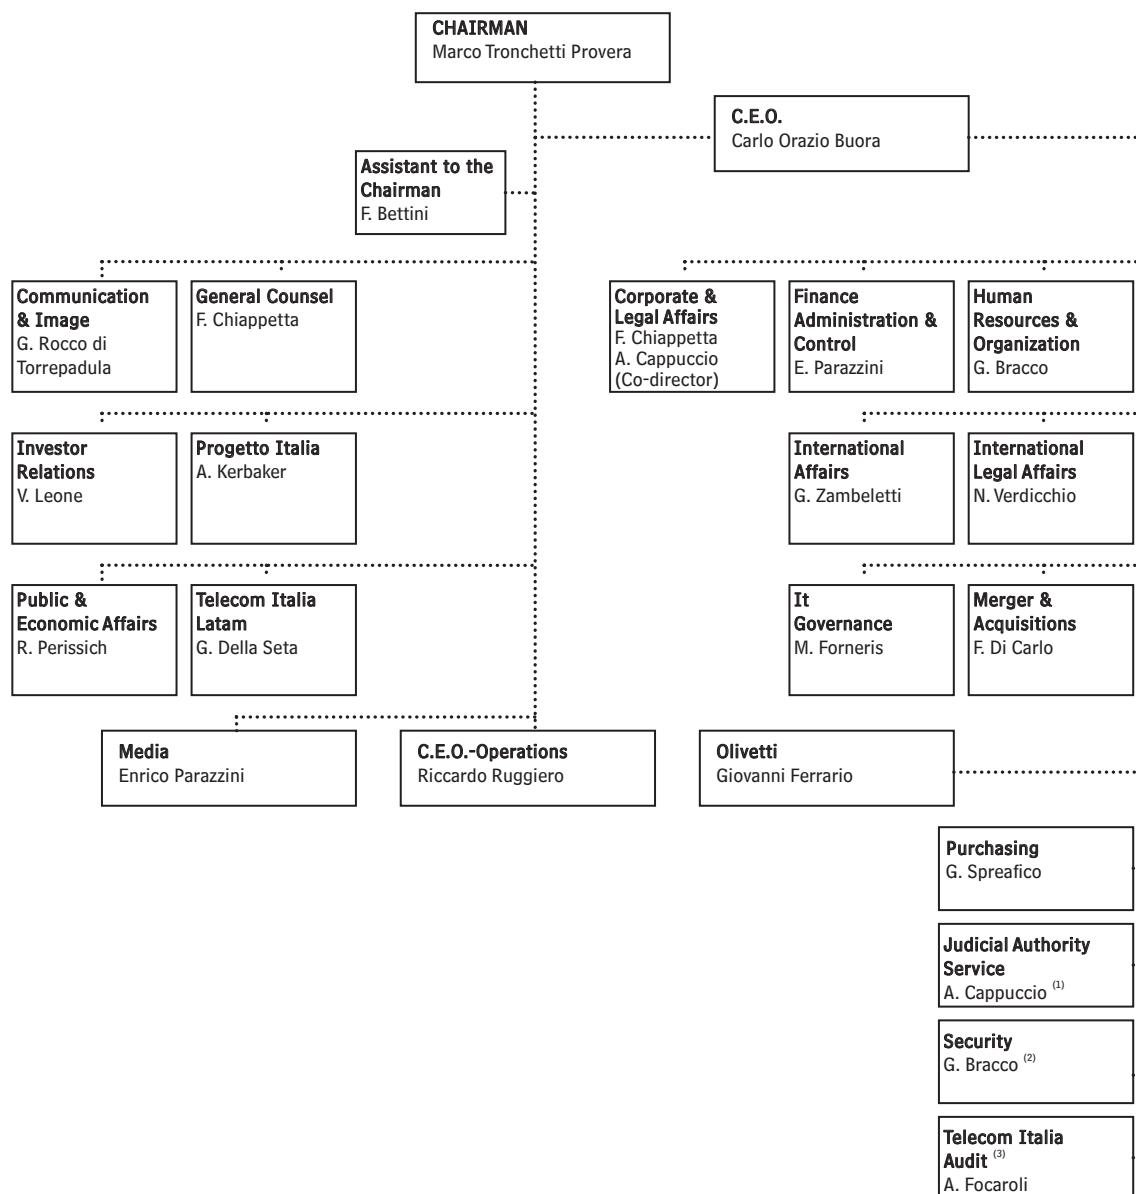 CHAIRMAN
Marco Tronchetti Provera
C.E.O.
Carlo Orazio Buora
Assistant to the
Chairman
F. Bettini
Communication
& Image
G. Rocco di
Torrepadula
General Counsel
F. Chiappetta
Corporate &
Legal Affairs
F. Chiappetta
A. Cappuccio
(Co-director)
Finance
Administration &
Control
E. Parazzini
Human
Resources &
Organization
G. Bracco
Investor
Relations
V. Leone
Progetto Italia
A. Kerbaker
International
Affairs
G. Zambeletti
International
Legal Affairs
N. Verdicchio
Public &
Economic Affairs
R. Perissich
Telecom Italia
Latam
G. Della Seta
It
Governance
M. Forneris
Merger &
Acquisitions
F. Di Carlo
Media
Enrico Parazzini
C.E.O.-Operations
Riccardo Ruggiero
Olivetti
Giovanni Ferrario
Purchasing
G. Spreafico
Judicial Authority
Service
A. Cappuccio (1)
Security
G. Bracco (2)
Telecom Italia
Audit (3)
A. Focaroli